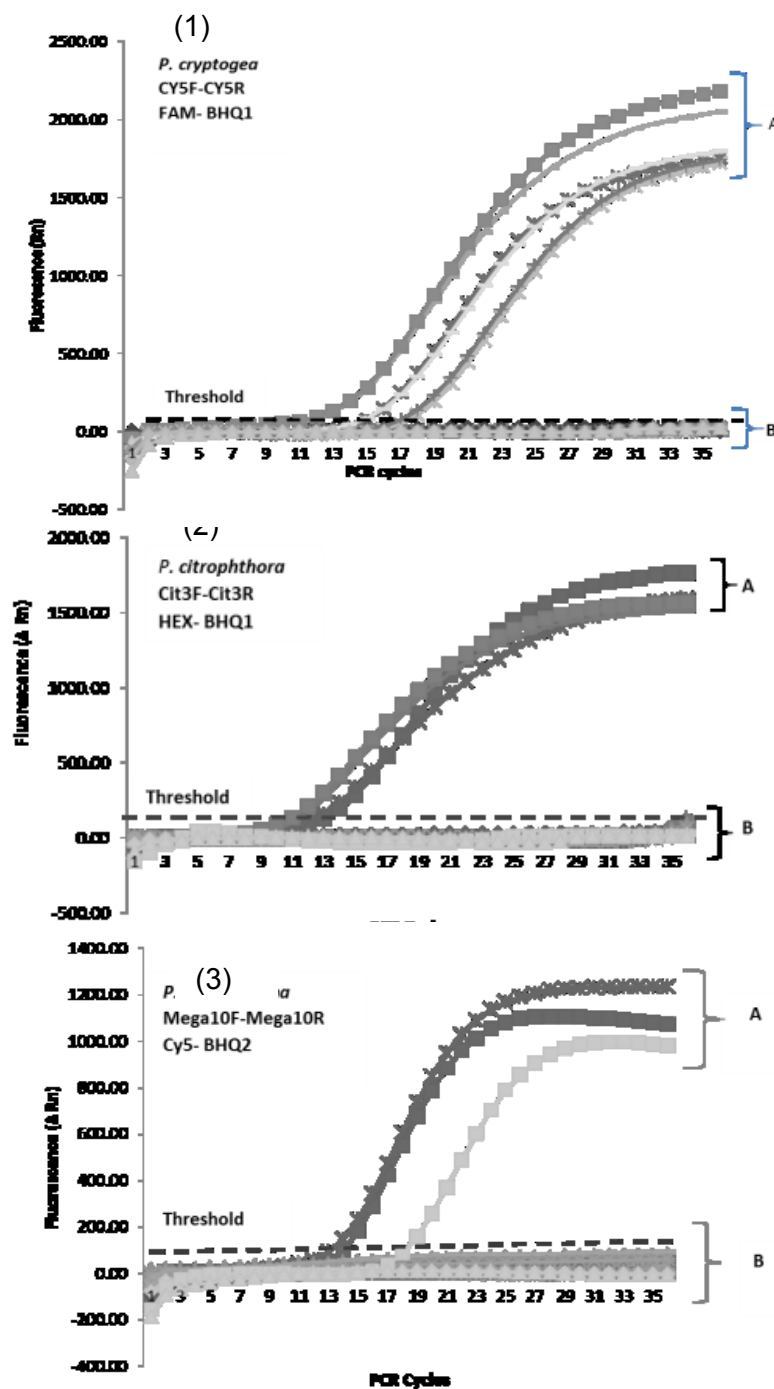 (1)
P. cryptogea
CY5F-CY5R
FAM- BHQ1
2500.00
2000.00
1500.00
1000.00
500.00
0.00
-500.00
Fluorescence(Rn)
Threshold
A
B
1 3 5 7 9 11 13 15 17 19 21 23 25 27 29 31 33 35
PCR cycles
(2)
P. citrophthora
Cit3F-Cit3R
HEX- BHQ1
2000.00
1500.00
1000.00
500.00
0.00
-500.00
Fluorescence (Δ Rn)
Threshold
A
B
1 3 5 7 9 11 13 15 17 19 21 23 25 27 29 31 33 35
(3)
P.
Mega10F-Mega10R
Cy5- BHQ2
1400.00
1200.00
1000.00
800.00
600.00
400.00
200.00
0.00
-200.00
-400.00
Fluorescence (Δ Rn)
Threshold
A
B
1 3 5 7 9 11 13 15 17 19 21 23 25 27 29 31 33 35
PCR Cycles